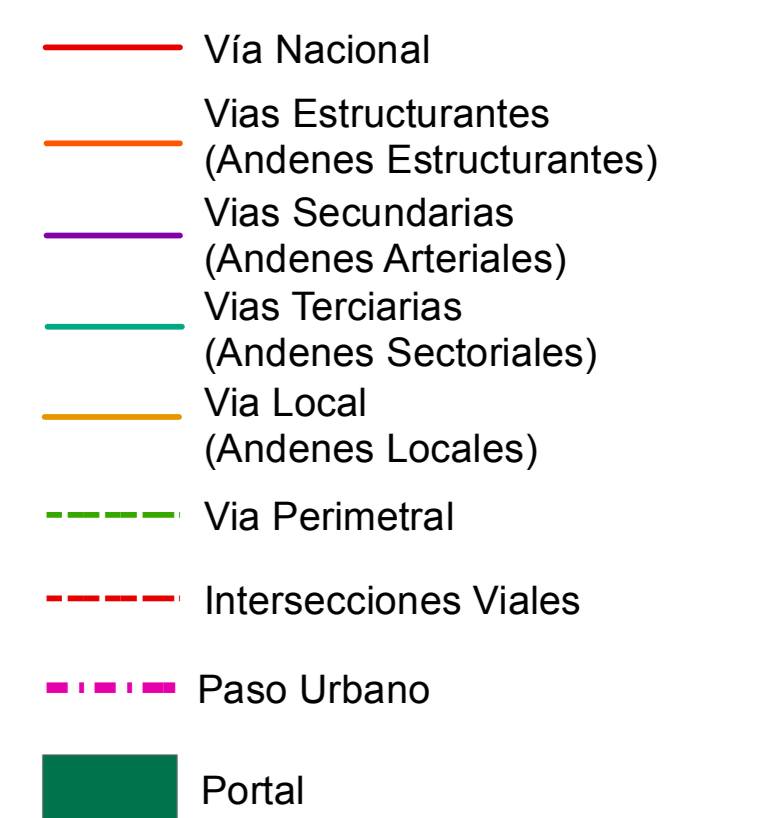 Vía Nacional
Vias Estructurantes
(Andenes Estructurantes)
Vias Secundarias
(Andenes Arteriales)
Vias Terciarias
(Andenes Sectoriales)
Via Local
(Andenes Locales)
Via Perimetral
Intersecciones Viales
Paso Urbano
Portal